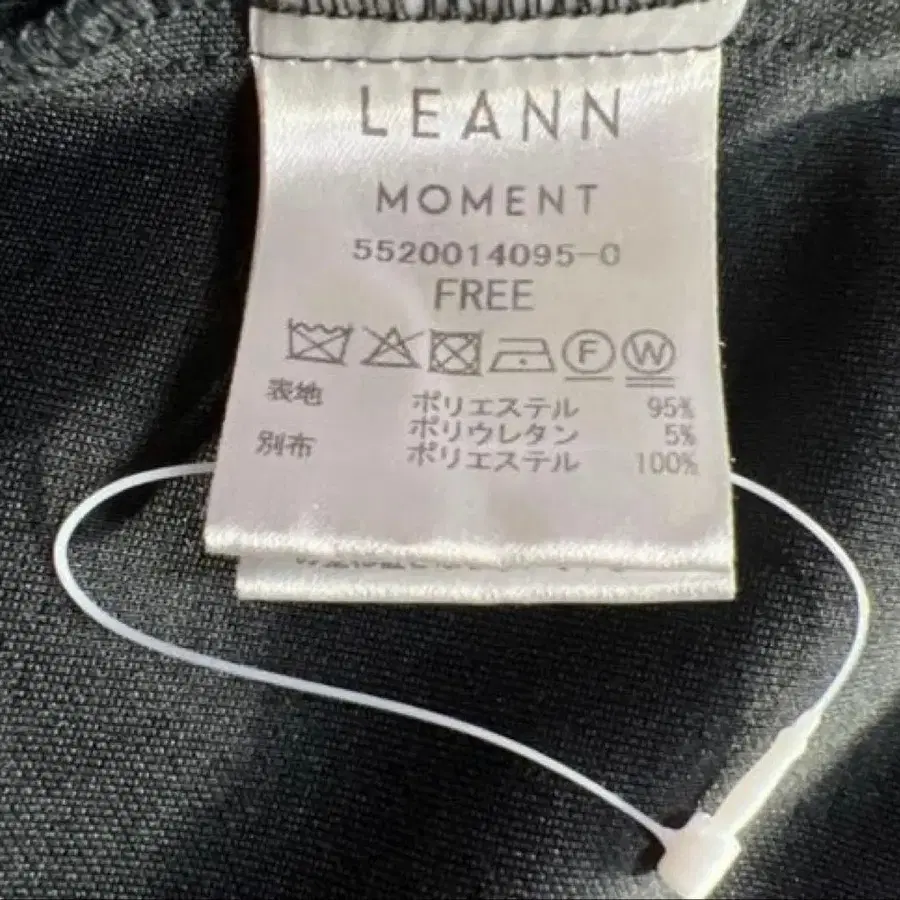 LEANN
MOMENT
5520014095-0
FREE
F W
表地 ポリエステル 95%
ポリウレタン 5%
別布 ポリエステル 100%